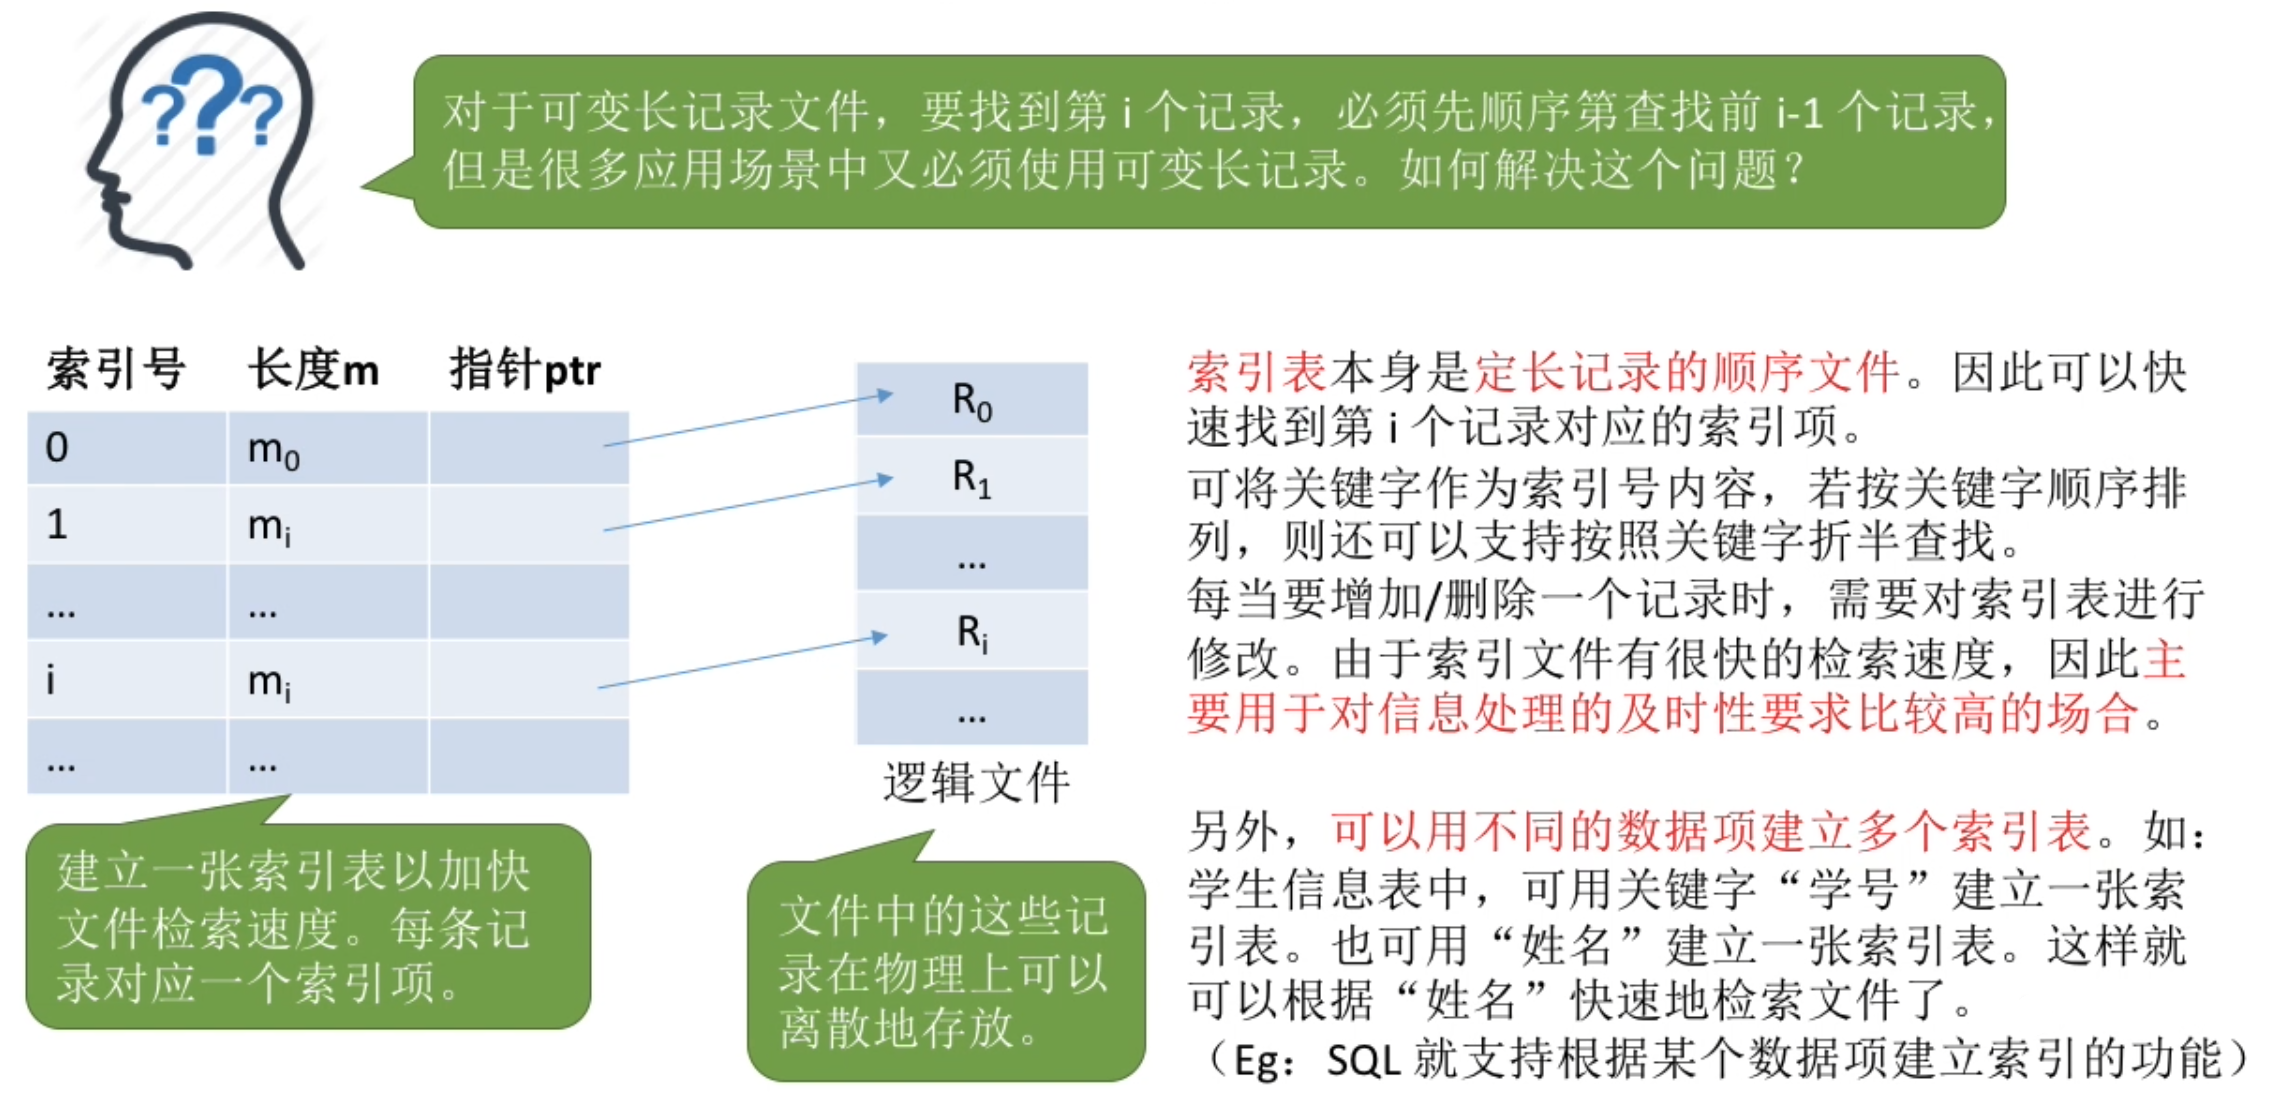 ???
对于可变长记录文件，要找到第 i 个记录，必须先顺序第查找前 i-1 个记录，
但是很多应用场景中又必须使用可变长记录。如何解决这个问题？
索引号 长度m 指针ptr
0 m0
1 mi
... ...
i mi
... ...
R0
R1
...
Ri
...
逻辑文件
建立一张索引表以加快
文件检索速度。每条记
录对应一个索引项。
文件中的这些记
录在物理上可以
离散地存放。
索引表本身是定长记录的顺序文件。因此可以快
速找到第 i 个记录对应的索引项。
可将关键字作为索引号内容，若按关键字顺序排
列，则还可以支持按照关键字折半查找。
每当要增加/删除一个记录时，需要对索引表进行
修改。由于索引文件有很快的检索速度，因此主
要用于对信息处理的及时性要求比较高的场合。
另外，可以用不同的数据项建立多个索引表。如：
学生信息表中，可用关键字“学号”建立一张索
引表。也可用“姓名”建立一张索引表。这样就
可以根据“姓名”快速地检索文件了。
（Eg：SQL 就支持根据某个数据项建立索引的功能）